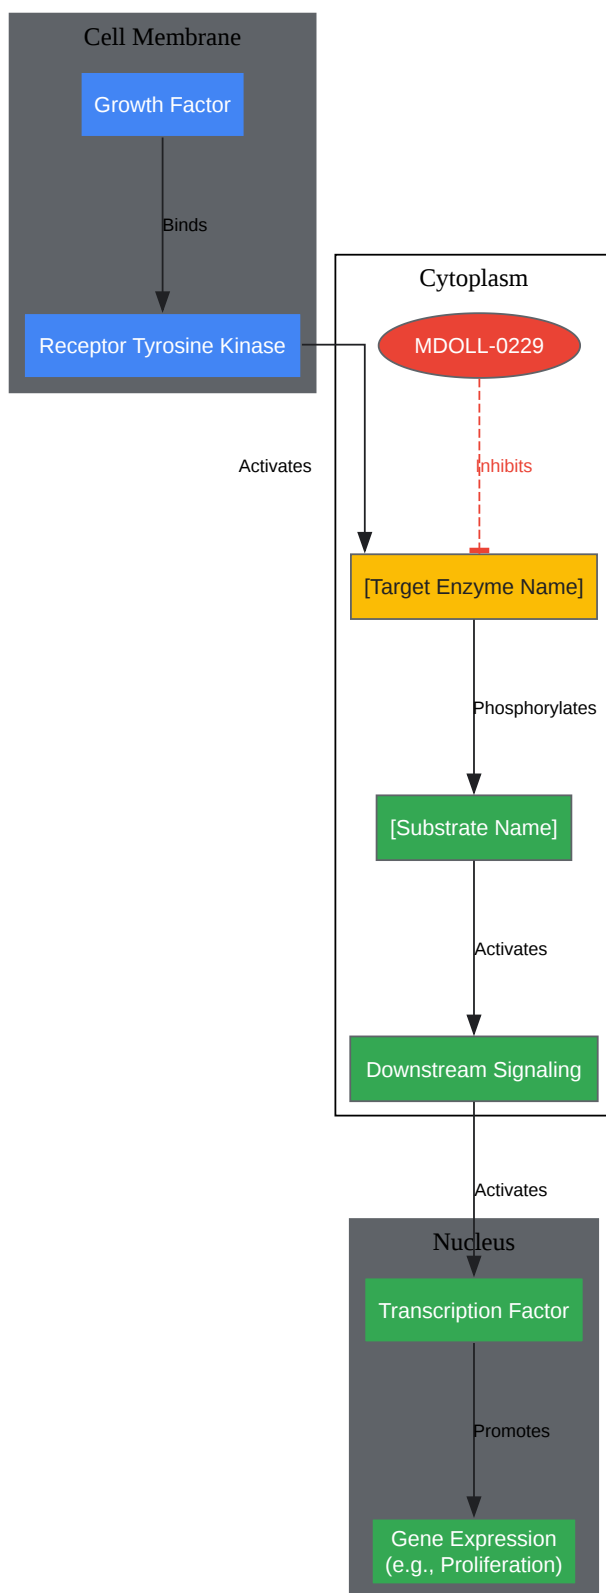 Cell Membrane
Growth Factor
Binds
Receptor Tyrosine Kinase
Cytoplasm
MDOLL-0229
Activates
Inhibits
[Target Enzyme Name]
Phosphorylates
[Substrate Name]
Activates
Downstream Signaling
Activates
Nucleus
Transcription Factor
Promotes
Gene Expression
(e.g., Proliferation)